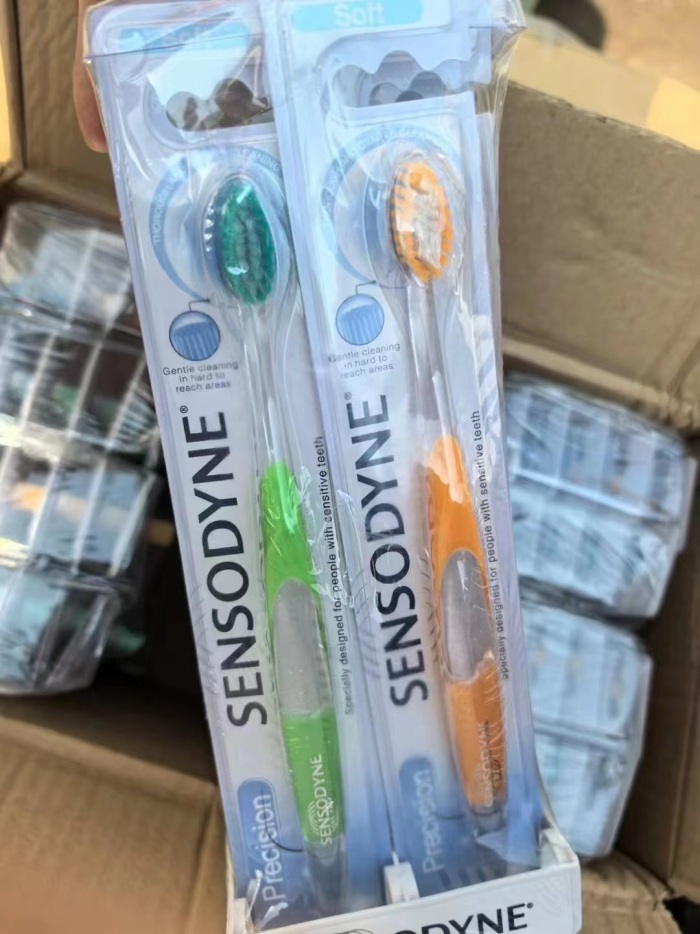 Soft
Soft
Gentle cleaning
in hard to
reach areas
Gentle cleaning
in hard to
reach areas
SENSODYNE®
Specially designed for people with sensitive teeth
SENSODYNE®
Specially designed for people with sensitive teeth
SENSODYNE
SENSODYNE
Precision
Precision
ODYNE®